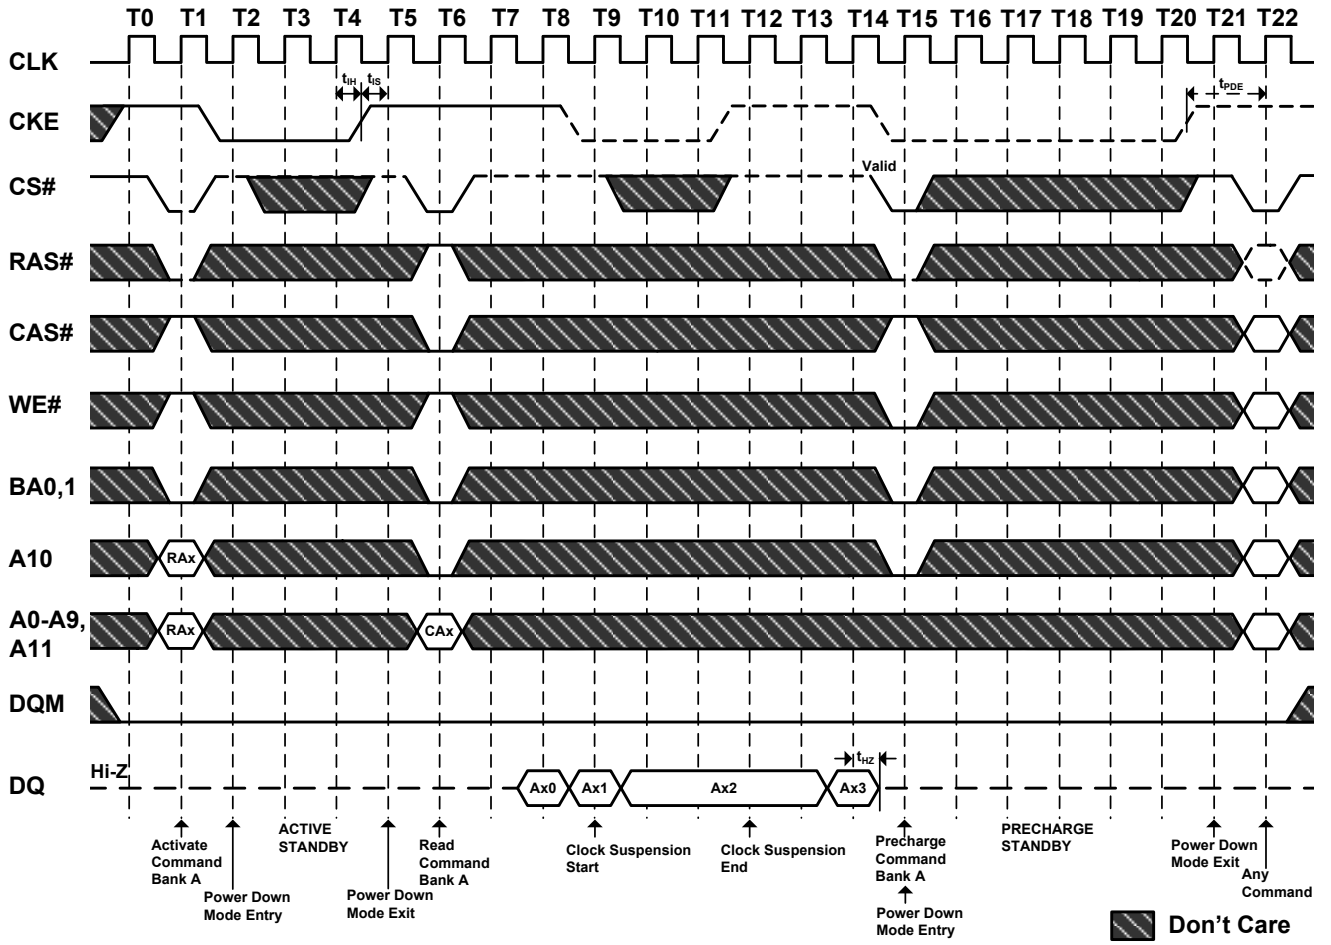 T0 T1 T2 T3 T4 T5 T6 T7 T8 T9 T10 T11 T12 T13 T14 T15 T16 T17 T18 T19 T20 T21 T22
CLK
tIH tIS
tPDE
CKE
Valid
CS#
RAS#
CAS#
WE#
BA0,1
A10
RAx
A0-A9,
A11
RAx
CAx
DQM
tHZ
Hi-Z
DQ
Ax0 Ax1 Ax2 Ax3
Activate
Command
Bank A
Power Down
Mode Entry
ACTIVE
STANDBY
Power Down
Mode Exit
Read
Command
Bank A
Clock Suspension
Start
Clock Suspension
End
Precharge
Command
Bank A
Power Down
Mode Entry
PRECHARGE
STANDBY
Power Down
Mode Exit
Any
Command
Don't Care